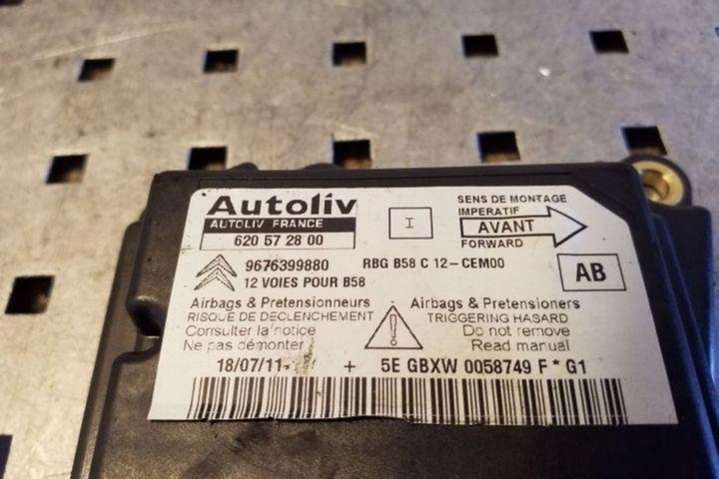 Autoliv
AUTOLIV FRANCE
620 57 28 00
I
SENS DE MONTAGE
IMPERATIF
AVANT
FORWARD
9676399880
RBG B58 C 12-CEM00
12 VOIES POUR B58
AB
Airbags & Pretensionneurs
RISQUE DE DECLENCHEMENT
Consulter la notice
Ne pas démonter
!
Airbags & Pretensioners
TRIGGERING HASARD
Do not remove
Read manual
18/07/11- + 5E GBXW 0058749 F * G1